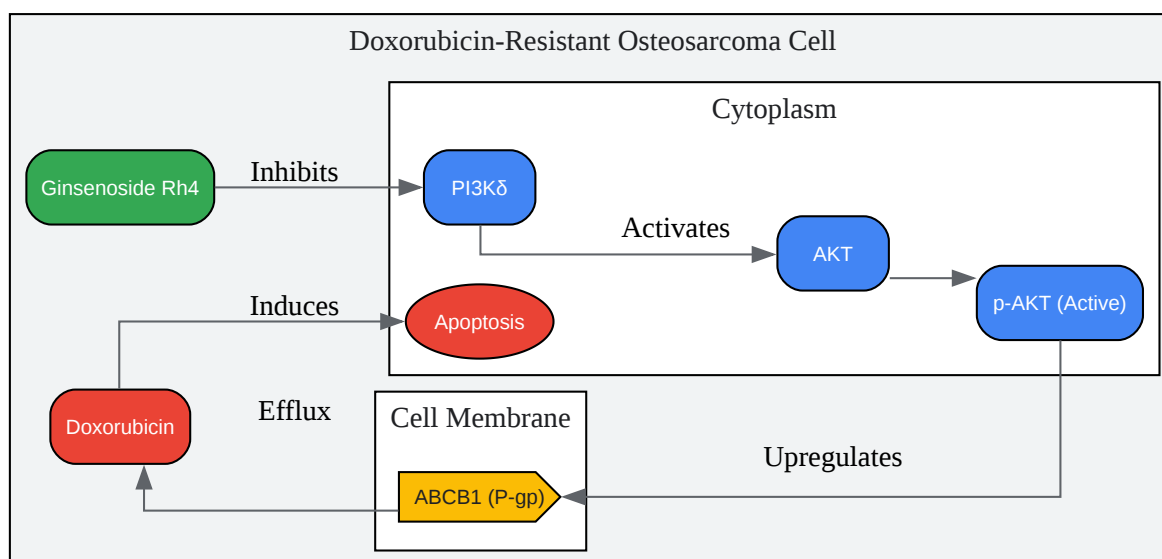 Doxorubicin-Resistant Osteosarcoma Cell
Cytoplasm
Ginsenoside Rh4
Inhibits
PI3Kδ
Activates
AKT
p-AKT (Active)
Induces
Apoptosis
Doxorubicin
Efflux
Cell Membrane
ABCB1 (P-gp)
Upregulates